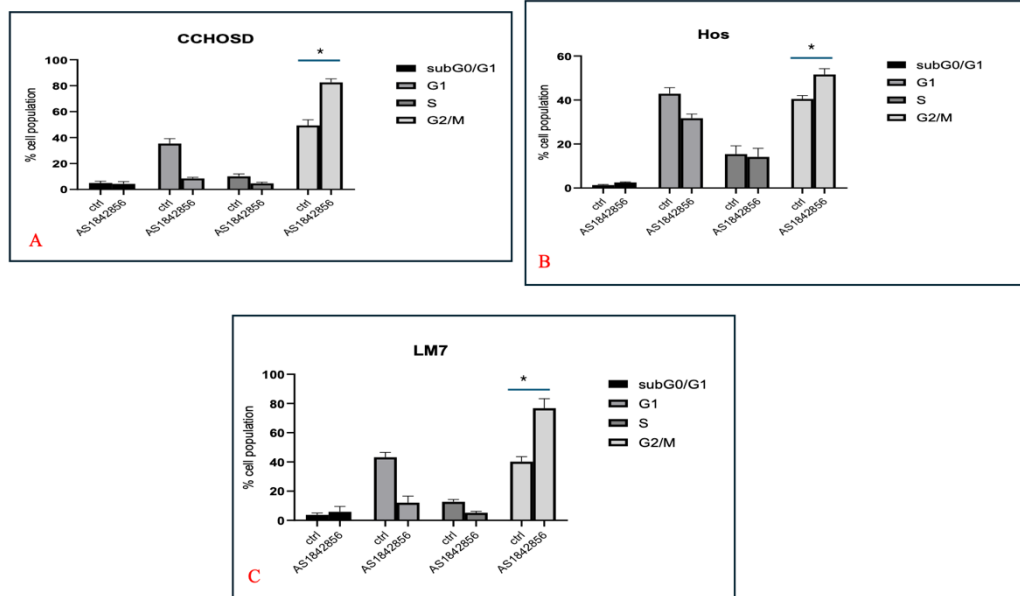 CCHOSD
*
% cell population
100
80
60
40
20
0
ctrl
AS1842856
ctrl
AS1842856
ctrl
AS1842856
ctrl
AS1842856
subG0/G1
G1
S
G2/M
A
Hos
*
% cell population
60
40
20
0
ctrl
AS1842856
ctrl
AS1842856
ctrl
AS1842856
ctrl
AS1842856
subG0/G1
G1
S
G2/M
B
LM7
*
% cell population
100
80
60
40
20
0
ctrl
AS1842856
ctrl
AS1842856
ctrl
AS1842856
ctrl
AS1842856
subG0/G1
G1
S
G2/M
C